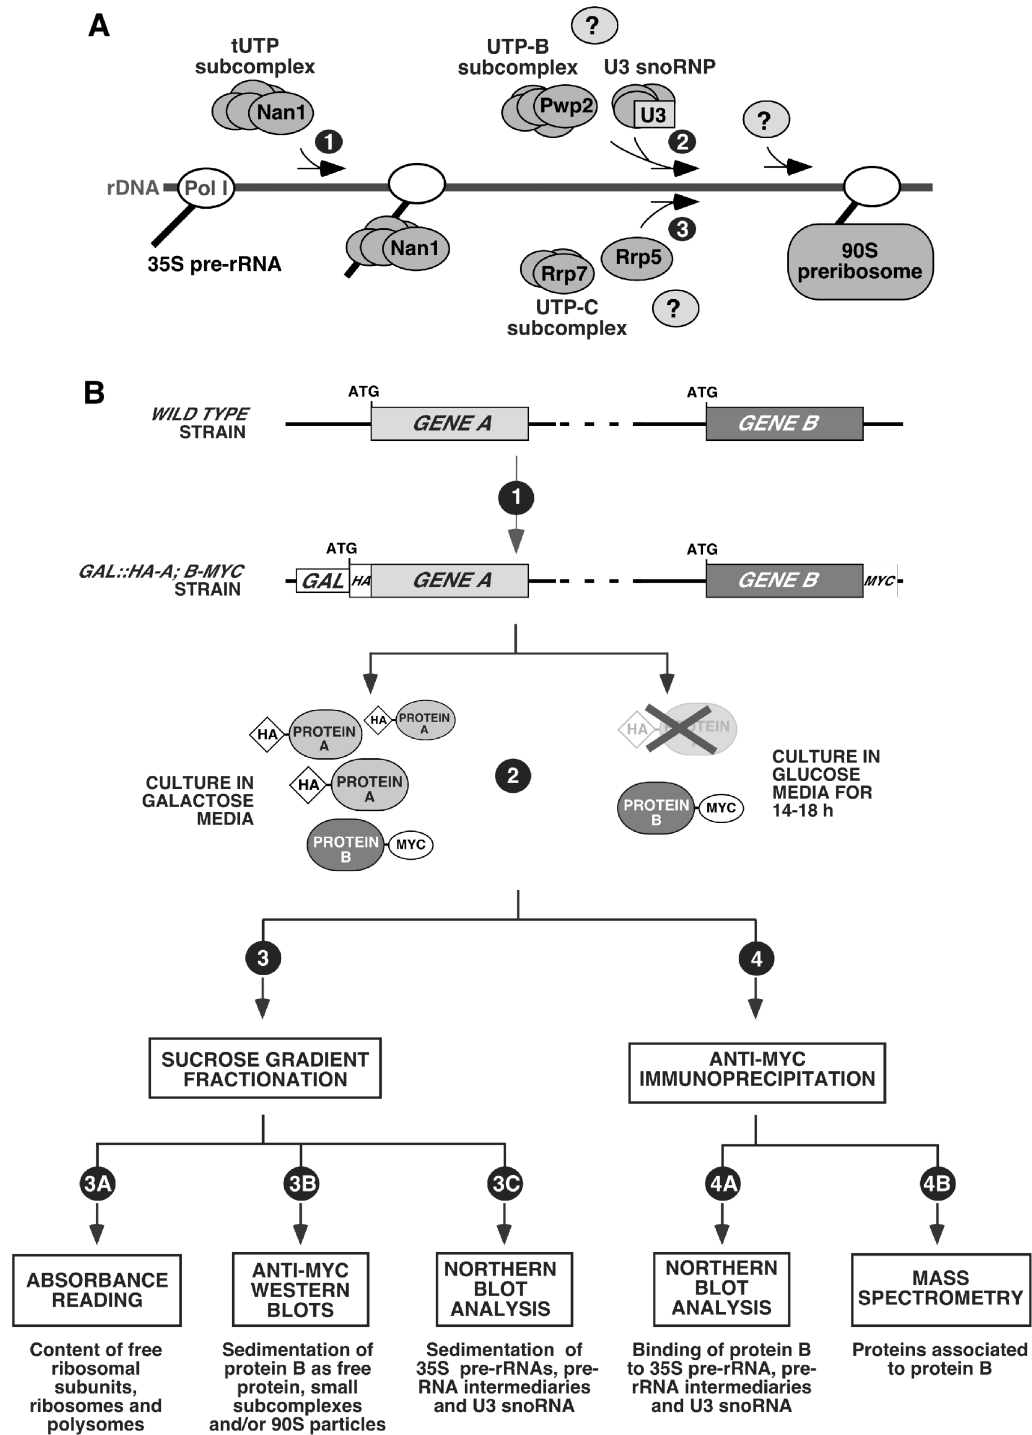 A
tUTP
subcomplex
Nan1
1
UTP-B
subcomplex
Pwp2
?
U3 snoRNP
U3
2
?
rDNA
Pol I
35S pre-rRNA
Nan1
3
Rrp5
Rrp7
UTP-C
subcomplex
?
90S
preribosome
B
WILD TYPE
STRAIN
ATG
GENE A
ATG
GENE B
1
GAL::HA-A; B-MYC
STRAIN
ATG
GAL
HA
GENE A
ATG
GENE B
MYC
HA
PROTEIN
A
HA
PROTEIN
A
HA
PROTEIN
A
PROTEIN
B
MYC
CULTURE IN
GALACTOSE
MEDIA
2
HA
PROTEIN
A
PROTEIN
B
MYC
CULTURE IN
GLUCOSE
MEDIA FOR
14-18 h
3
4
SUCROSE GRADIENT
FRACTIONATION
ANTI-MYC
IMMUNOPRECIPITATION
3A
3B
3C
4A
4B
ABSORBANCE
READING
ANTI-MYC
WESTERN
BLOTS
NORTHERN
BLOT
ANALYSIS
NORTHERN
BLOT
ANALYSIS
MASS
SPECTROMETRY
Content of free
ribosomal
subunits,
ribosomes and
polysomes
Sedimentation of
protein B as free
protein, small
subcomplexes
and/or 90S particles
Sedimentation of
35S pre-rRNAs, pre-
RNA intermediaries
and U3 snoRNA
Binding of protein B
to 35S pre-rRNA, pre-
rRNA intermediaries
and U3 snoRNA
Proteins associated
to protein B